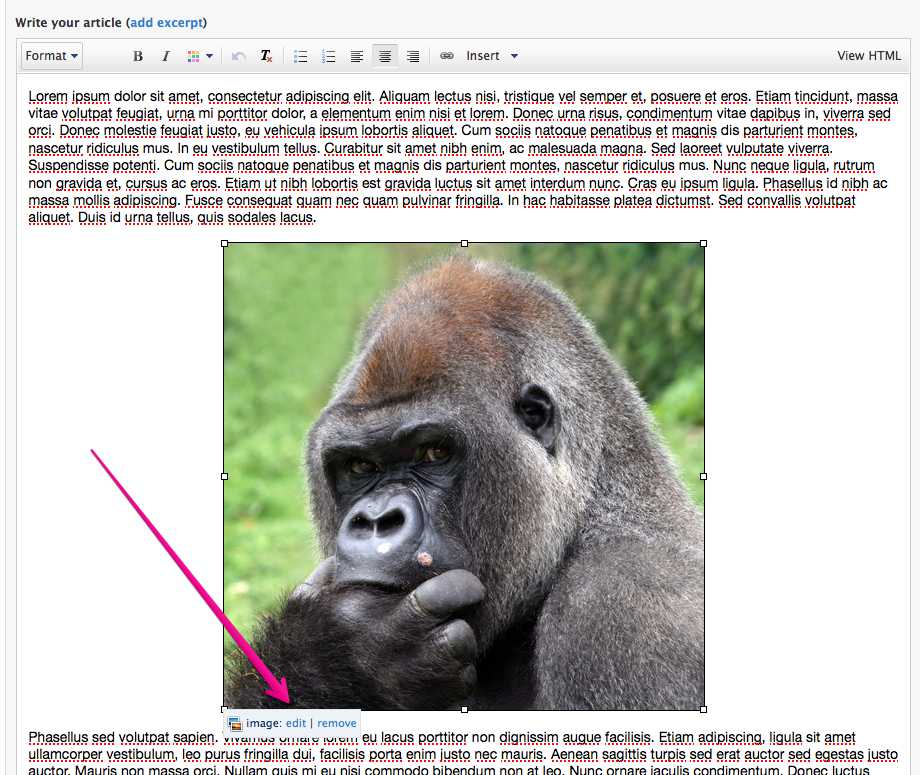 Write your article (add excerpt)
Format B I Tx Insert View HTML
Lorem ipsum dolor sit amet, consectetur adipiscing elit. Aliquam lectus nisi, tristique vel semper et, posuere et eros. Etiam tincidunt, massa
vitae volutpat feugiat, urna mi porttitor dolor, a elementum enim nisi et lorem. Donec urna risus, condimentum vitae dapibus in, viverra sed
orci. Donec molestie feugiat justo, eu vehicula ipsum lobortis aliquet. Cum sociis natoque penatibus et magnis dis parturient montes,
nascetur ridiculus mus. In eu vestibulum tellus. Curabitur sit amet nibh enim, ac malesuada magna. Sed laoreet vulputate viverra.
Suspendisse potenti. Cum sociis natoque penatibus et magnis dis parturient montes, nascetur ridiculus mus. Nunc neque ligula, rutrum
non gravida et, cursus ac eros. Etiam ut nibh lobortis est gravida luctus sit amet interdum nunc. Cras eu ipsum ligula. Phasellus id nibh ac
massa mollis adipiscing. Fusce consequat quam nec quam pulvinar fringilla. In hac habitasse platea dictumst. Sed convallis volutpat
aliquet. Duis id urna tellus, quis sodales lacus.
image: edit | remove
Phasellus sed volutpat sapien. Vivamus ornare lorem eu lacus porttitor non dignissim augue facilisis. Etiam adipiscing, ligula sit amet
ullamcorper vestibulum, leo purus fringilla dui, facilisis porta enim justo nec mauris. Aenean sagittis turpis sed erat auctor sed egestas justo
auctor. Mauris non massa orci. Nullam quis mi eu nisi commodo bibendum non at leo. Nunc ornare iaculis condimentum. Donec luctus